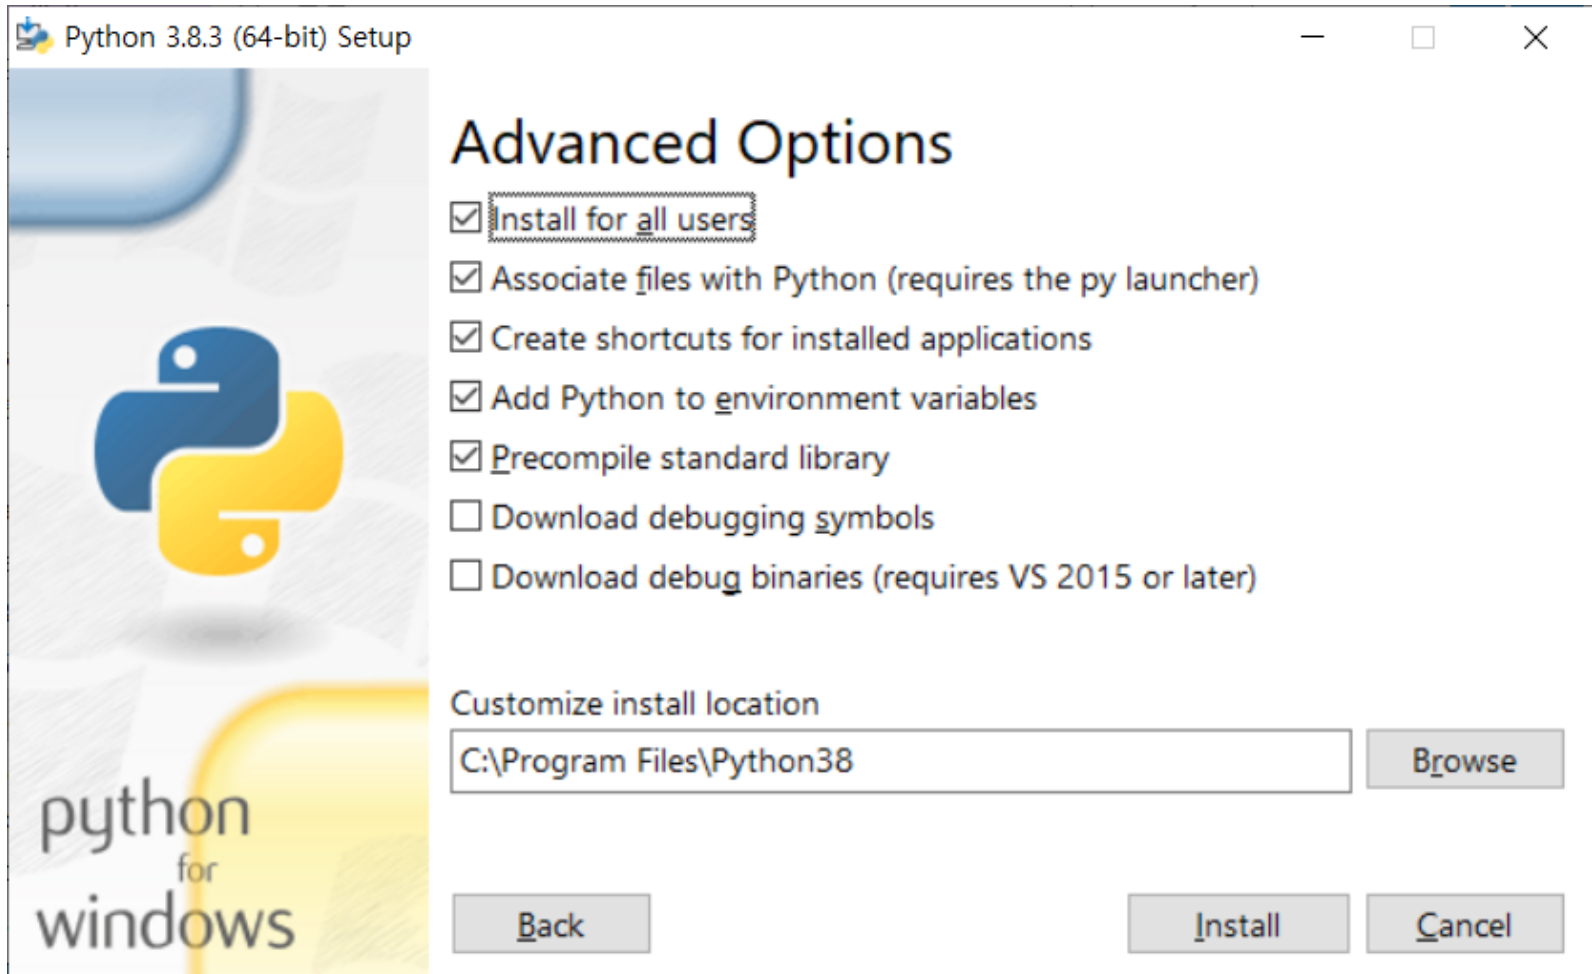 Python 3.8.3 (64-bit) Setup
Advanced Options
Install for all users
Associate files with Python (requires the py launcher)
Create shortcuts for installed applications
Add Python to environment variables
Precompile standard library
Download debugging symbols
Download debug binaries (requires VS 2015 or later)
Customize install location
C:\Program Files\Python38
Browse
python
for
windows
Back
Install
Cancel